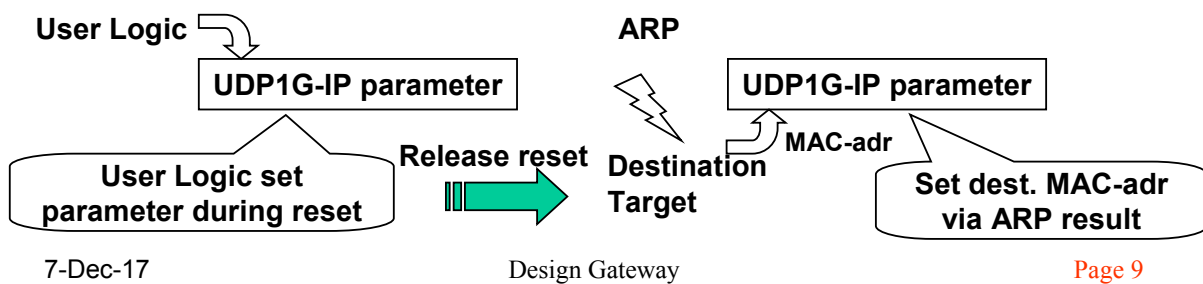 User Logic
UDP1G-IP parameter
User Logic set
parameter during reset
Release reset
ARP
Destination
Target
MAC-adr
UDP1G-IP parameter
Set dest. MAC-adr
via ARP result
7-Dec-17
Design Gateway
Page 9